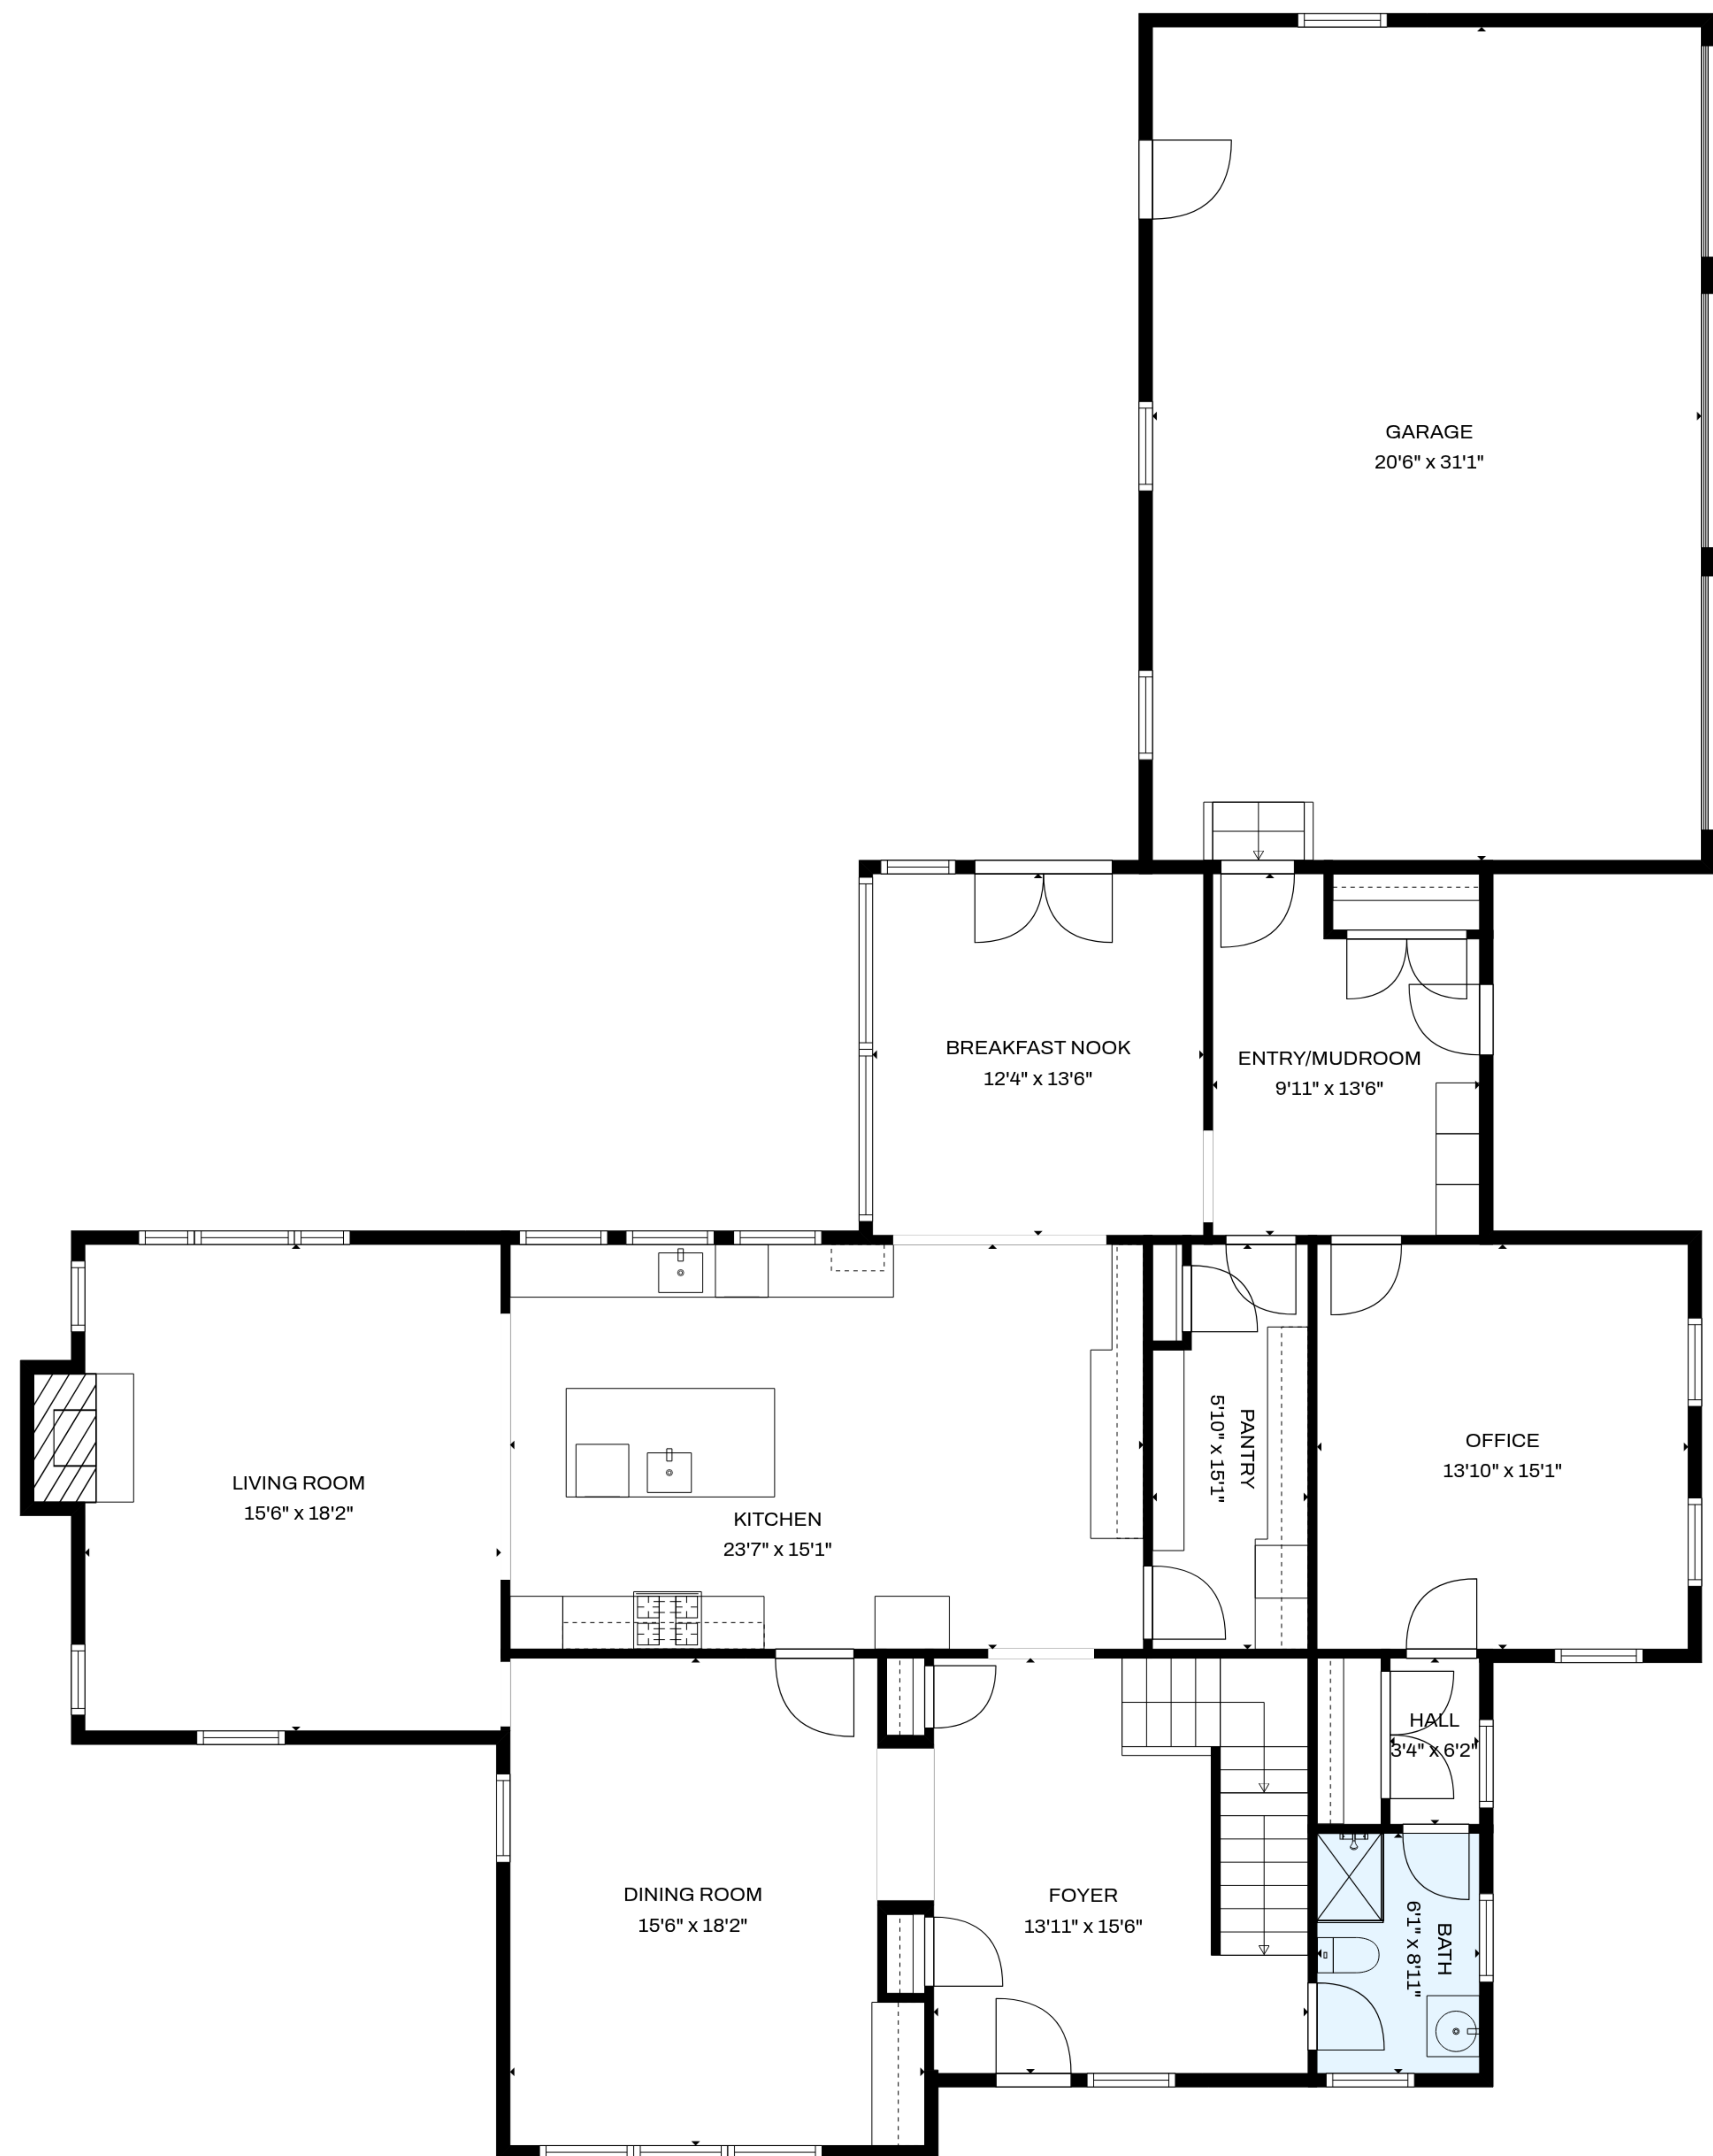 GARAGE
20'6" x 31'1"
BREAKFAST NOOK
12'4" x 13'6"
ENTRY/MUDROOM
9'11" x 13'6"
LIVING ROOM
15'6" x 18'2"
KITCHEN
23'7" x 15'1"
PANTRY
5'10" x 15'1"
OFFICE
13'10" x 15'1"
HALL
3'4" x 6'2"
DINING ROOM
15'6" x 18'2"
FOYER
13'11" x 15'6"
BATH
6'1" x 8'11"